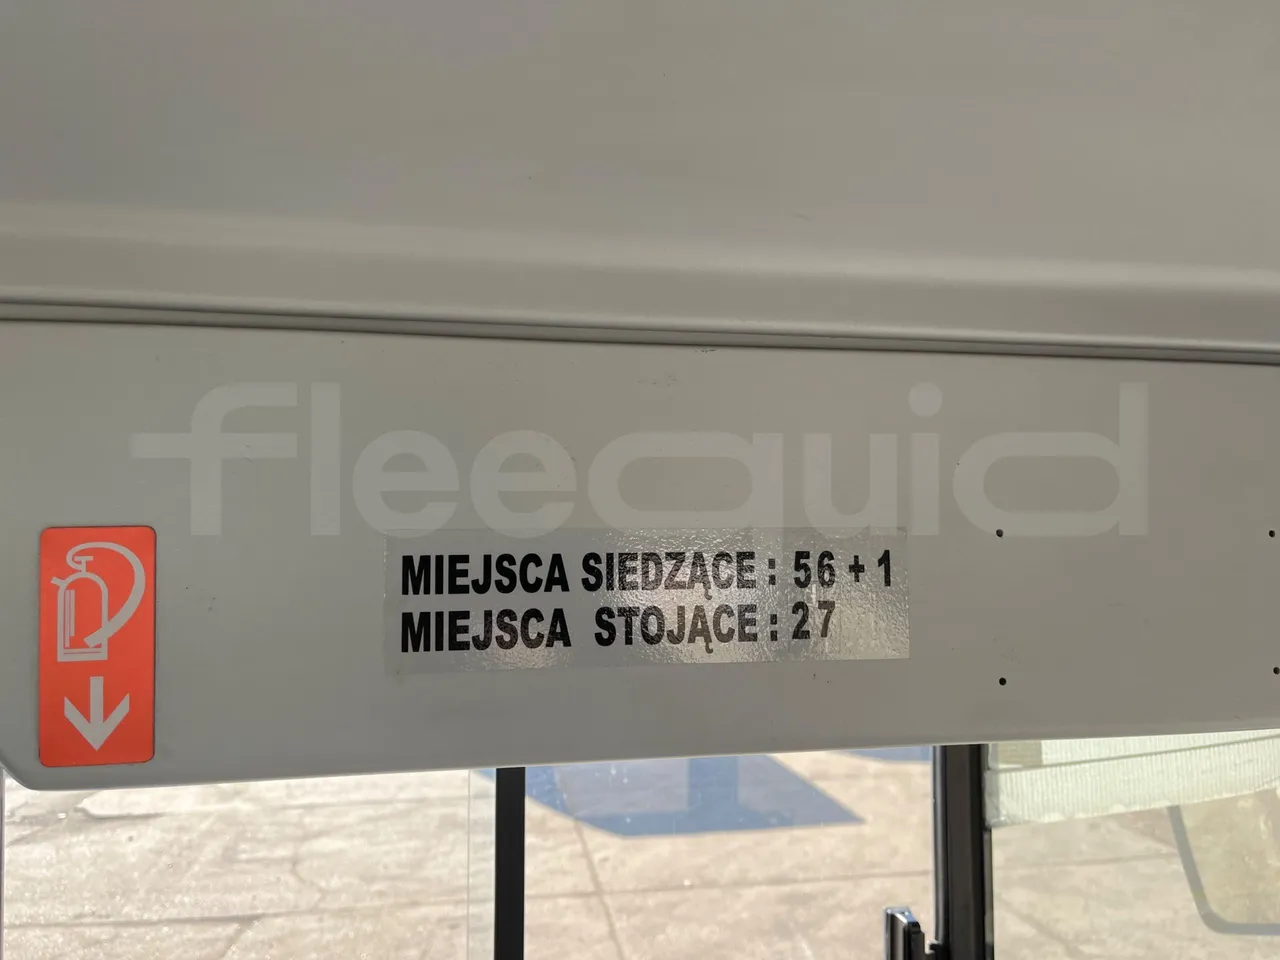 fleequid
MIEJSCA SIEDZĄCE : 56 + 1
MIEJSCA STOJĄCE : 27